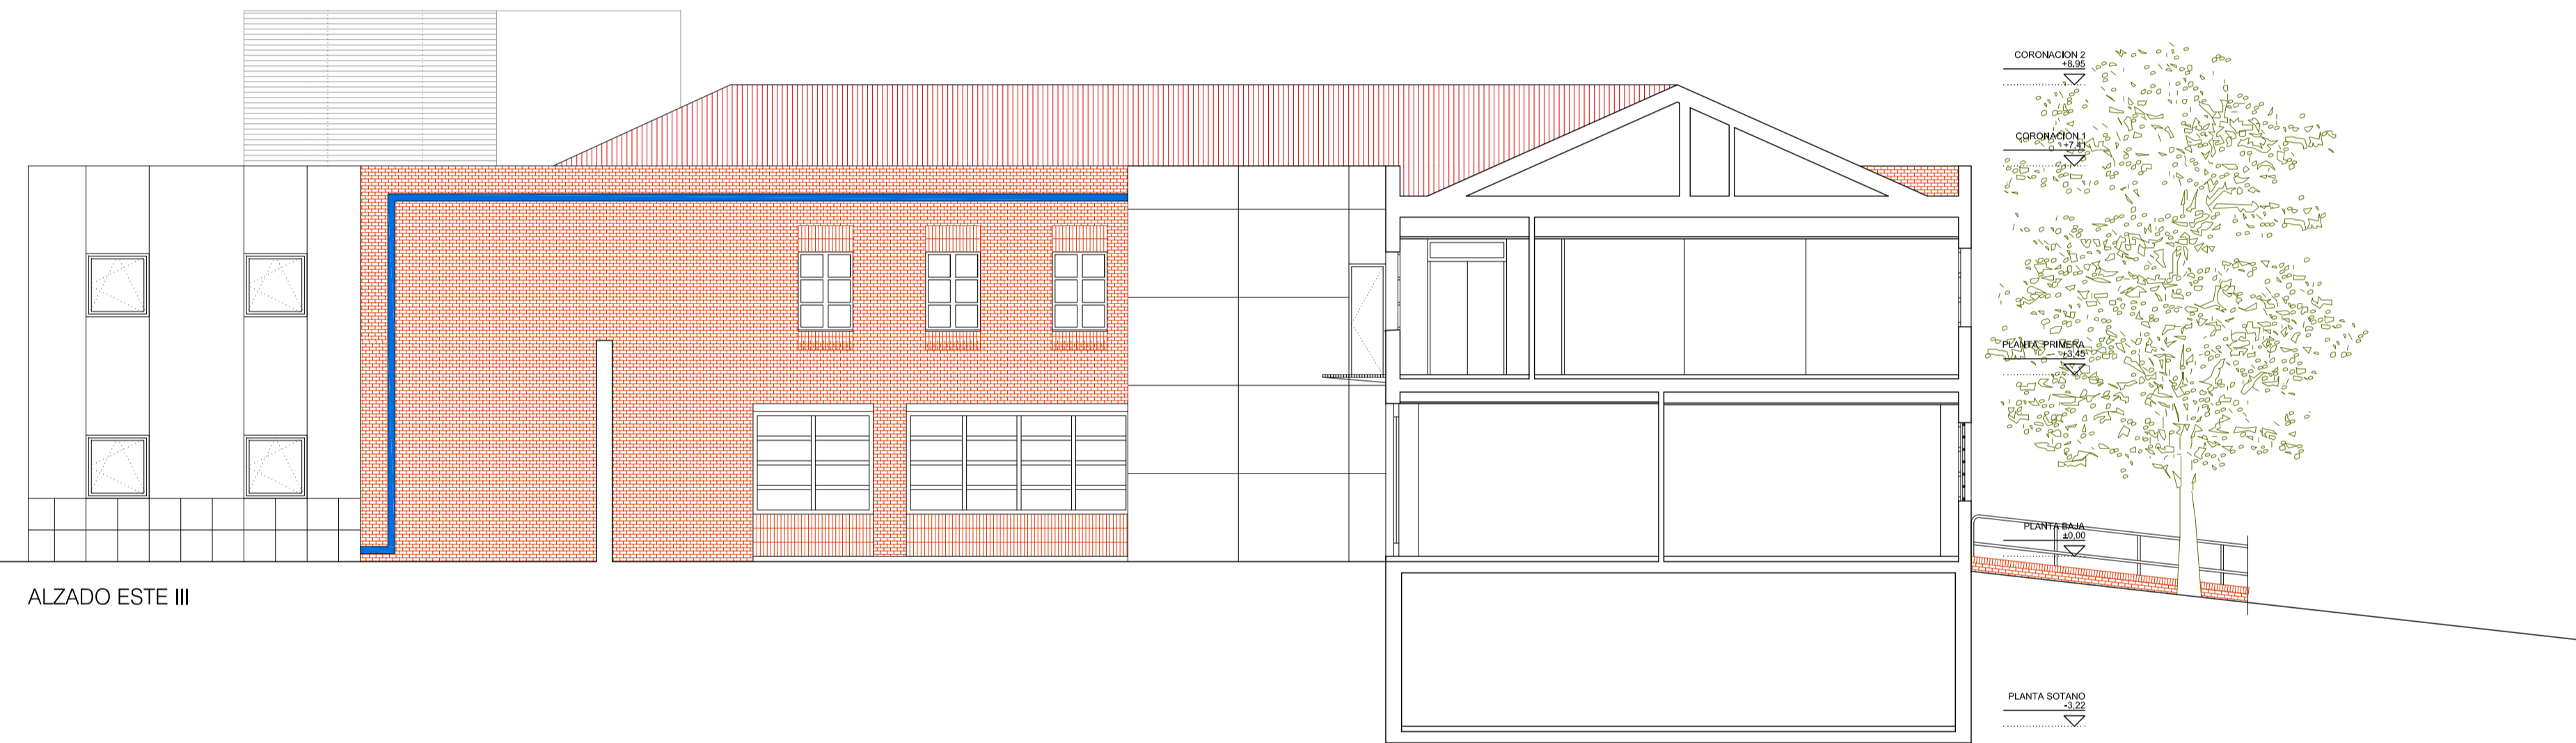 CORONACION 2
+8,95
CORONACION 1
+7,41
PLANTA PRIMERA
+3,45
PLANTA BAJA
±0,00
ALZADO ESTE III
PLANTA SOTANO
-3,22